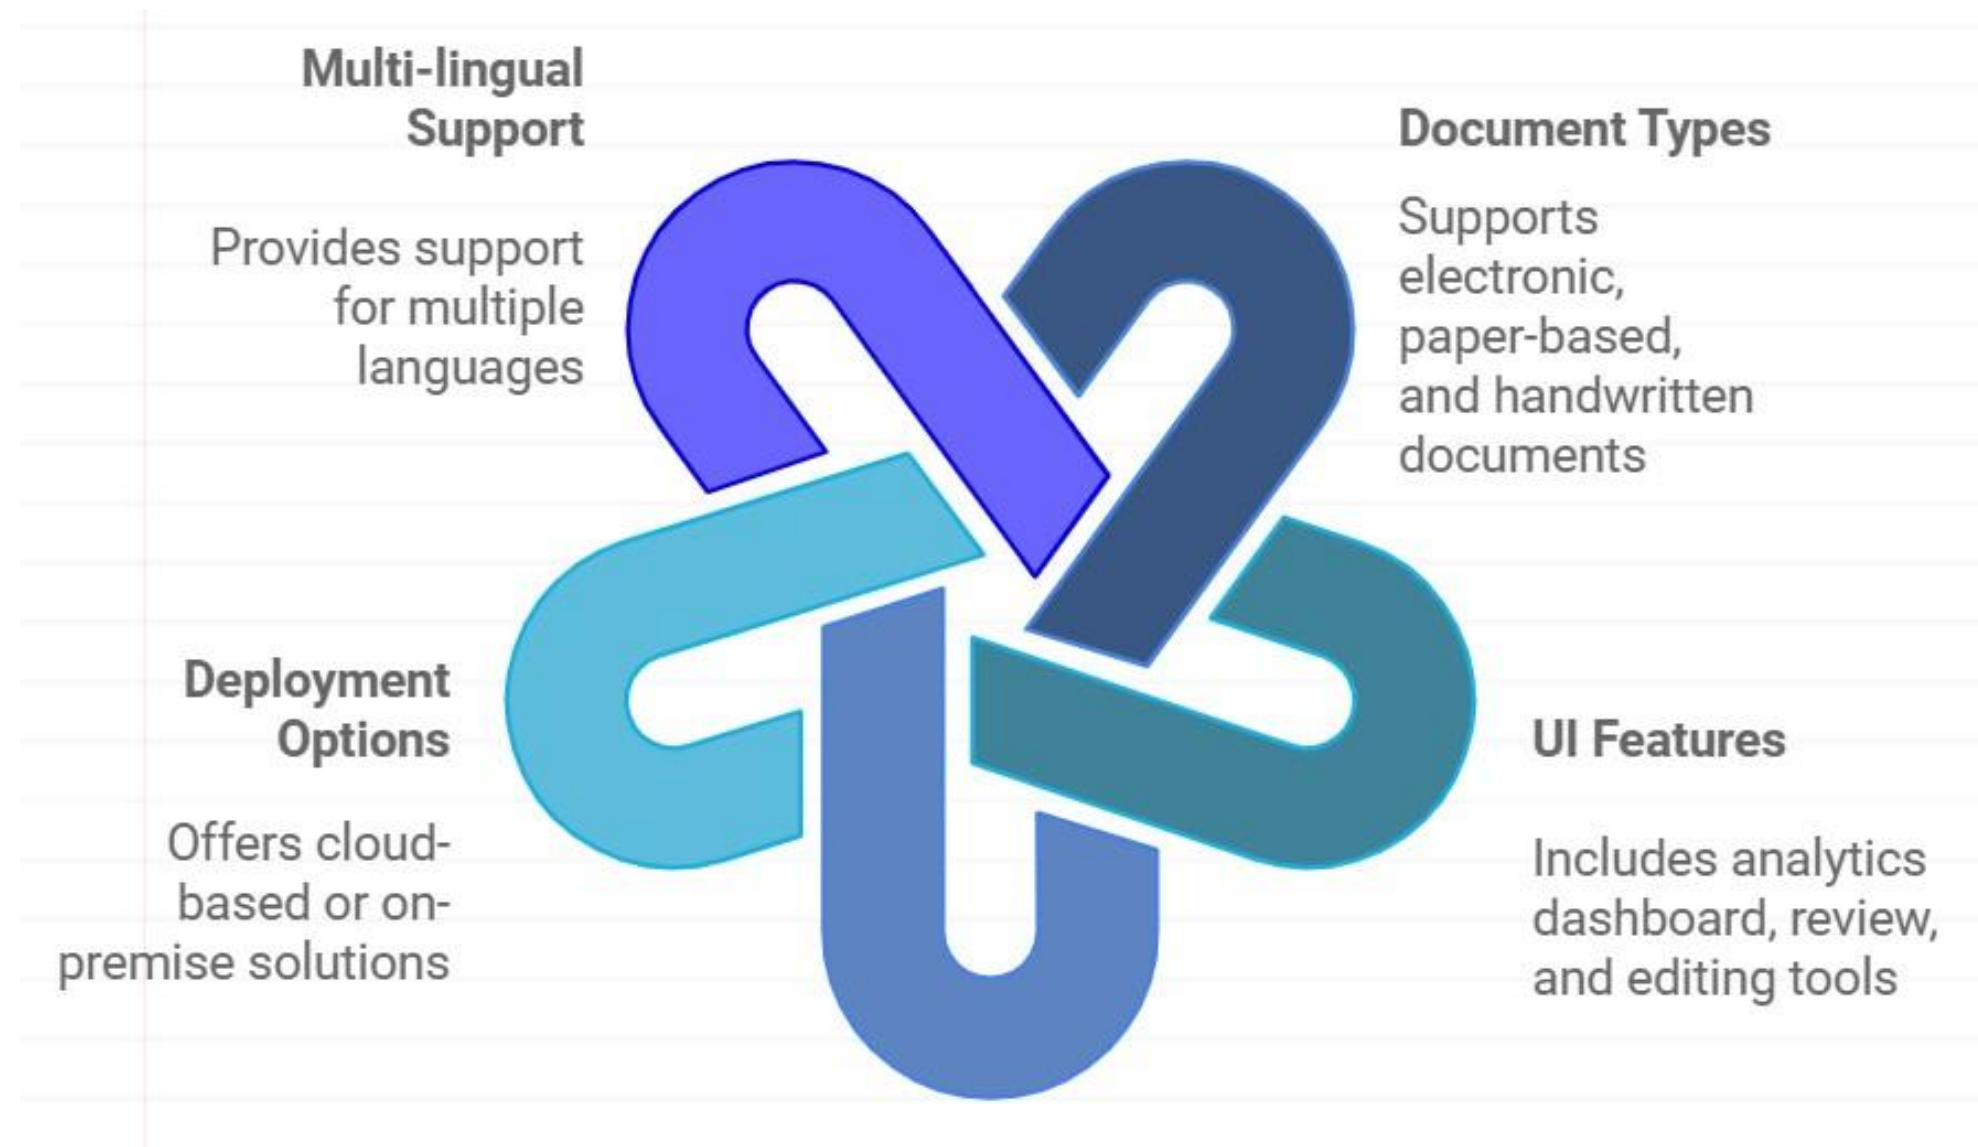 Multi-lingual
Support
Provides support
for multiple
languages
Document Types
Supports
electronic,
paper-based,
and handwritten
documents
Deployment
Options
Offers cloud-
based or on-
premise solutions
UI Features
Includes analytics
dashboard, review,
and editing tools